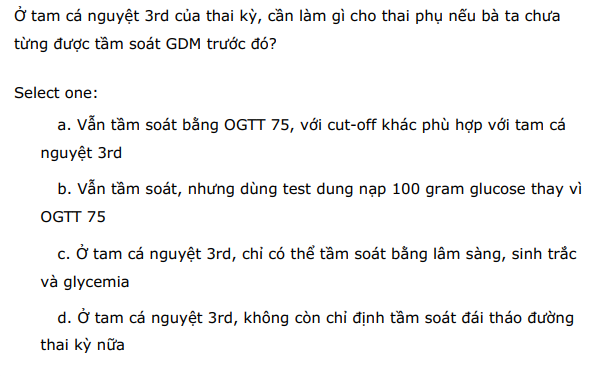 Ở tam cá nguyệt 3rd của thai kỳ, cần làm gì cho thai phụ nếu bà ta chưa
từng được tầm soát GDM trước đó?
Select one:
a. Vẫn tầm soát bằng OGTT 75, với cut-off khác phù hợp với tam cá
nguyệt 3rd
b. Vẫn tầm soát, nhưng dùng test dung nạp 100 gram glucose thay vì
OGTT 75
c. Ở tam cá nguyệt 3rd, chỉ có thể tầm soát bằng lâm sàng, sinh trắc
và glycemia
d. Ở tam cá nguyệt 3rd, không còn chỉ định tầm soát đái tháo đường
thai kỳ nữa